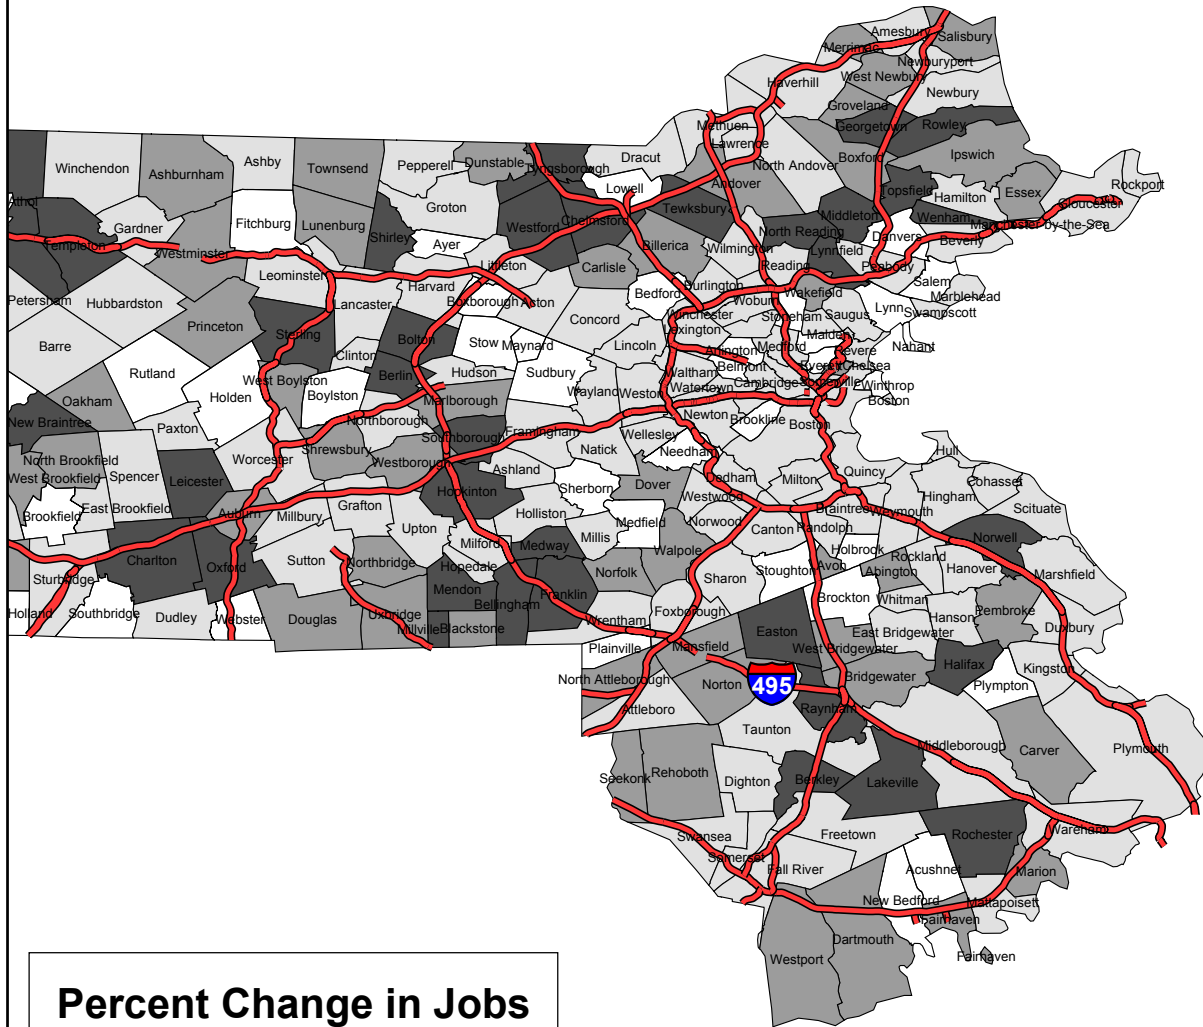 Amesbury
Salisbury
Merrimac
Newburyport
West Newbury
Haverhill
Newbury
Groveland
Methuen
Georgetown
Rowley
Lawrence
Winchendon
Ashby
Townsend
Pepperell
Dunstable
Tyngsborough
Dracut
North Andover
Boxford
Ipswich
Ashburnham
Andover
Lowell
Topsfield
Hamilton
Essex
Rockport
Gloucester
Athol
Gardner
Fitchburg
Lunenburg
Groton
Chelmsford
Tewksbury
Middleton
Wenham
Manchester-by-the-Sea
Templeton
Westminster
Shirley
Ayer
Westford
Billerica
Wilmington
North Reading
Lynnfield
Danvers
Beverly
Leominster
Littleton
Carlisle
Reading
Peabody
Petersham
Hubbardston
Lancaster
Harvard
Boxborough
Acton
Bedford
Burlington
Woburn
Wakefield
Salem
Marblehead
Princeton
Sterling
Bolton
Concord
Winchester
Lexington
Stoneham
Saugus
Lynn
Swampscott
Barre
Clinton
Stow
Maynard
Lincoln
Arlington
Medford
Malden
Revere
Nahant
Rutland
Holden
West Boylston
Boylston
Berlin
Hudson
Sudbury
Waltham
Belmont
Everett
Chelsea
Oakham
Marlborough
Wayland
Weston
Watertown
Cambridge
Somerville
Winthrop
Boston
New Braintree
Paxton
Northborough
Southborough
Framingham
Newton
Brookline
Boston
North Brookfield
Worcester
Shrewsbury
Westborough
Natick
Wellesley
Needham
Hull
West Brookfield
Spencer
Leicester
Ashland
Sherborn
Dover
Dedham
Milton
Quincy
Cohasset
Brookfield
East Brookfield
Auburn
Millbury
Grafton
Hopkinton
Holliston
Medfield
Westwood
Norwood
Canton
Braintree
Randolph
Weymouth
Hingham
Scituate
Upton
Milford
Millis
Norwell
Sturbridge
Charlton
Oxford
Sutton
Northbridge
Hopedale
Medway
Norfolk
Walpole
Sharon
Stoughton
Holbrook
Avon
Rockland
Abington
Hanover
Marshfield
Holland
Southbridge
Dudley
Webster
Douglas
Uxbridge
Mendon
Millville
Blackstone
Bellingham
Franklin
Wrentham
Foxborough
Brockton
Whitman
Hanson
Pembroke
Duxbury
Plainville
Mansfield
Easton
West Bridgewater
East Bridgewater
Halifax
Kingston
North Attleborough
Norton
495
Bridgewater
Plympton
Attleboro
Raynham
Taunton
Middleborough
Carver
Plymouth
Seekonk
Rehoboth
Dighton
Berkley
Lakeville
Swansea
Freetown
Rochester
Wareham
Somerset
Fall River
Acushnet
Marion
New Bedford
Mattapoisett
Fairhaven
Dartmouth
Westport
Fairhaven
Percent Change in Jobs